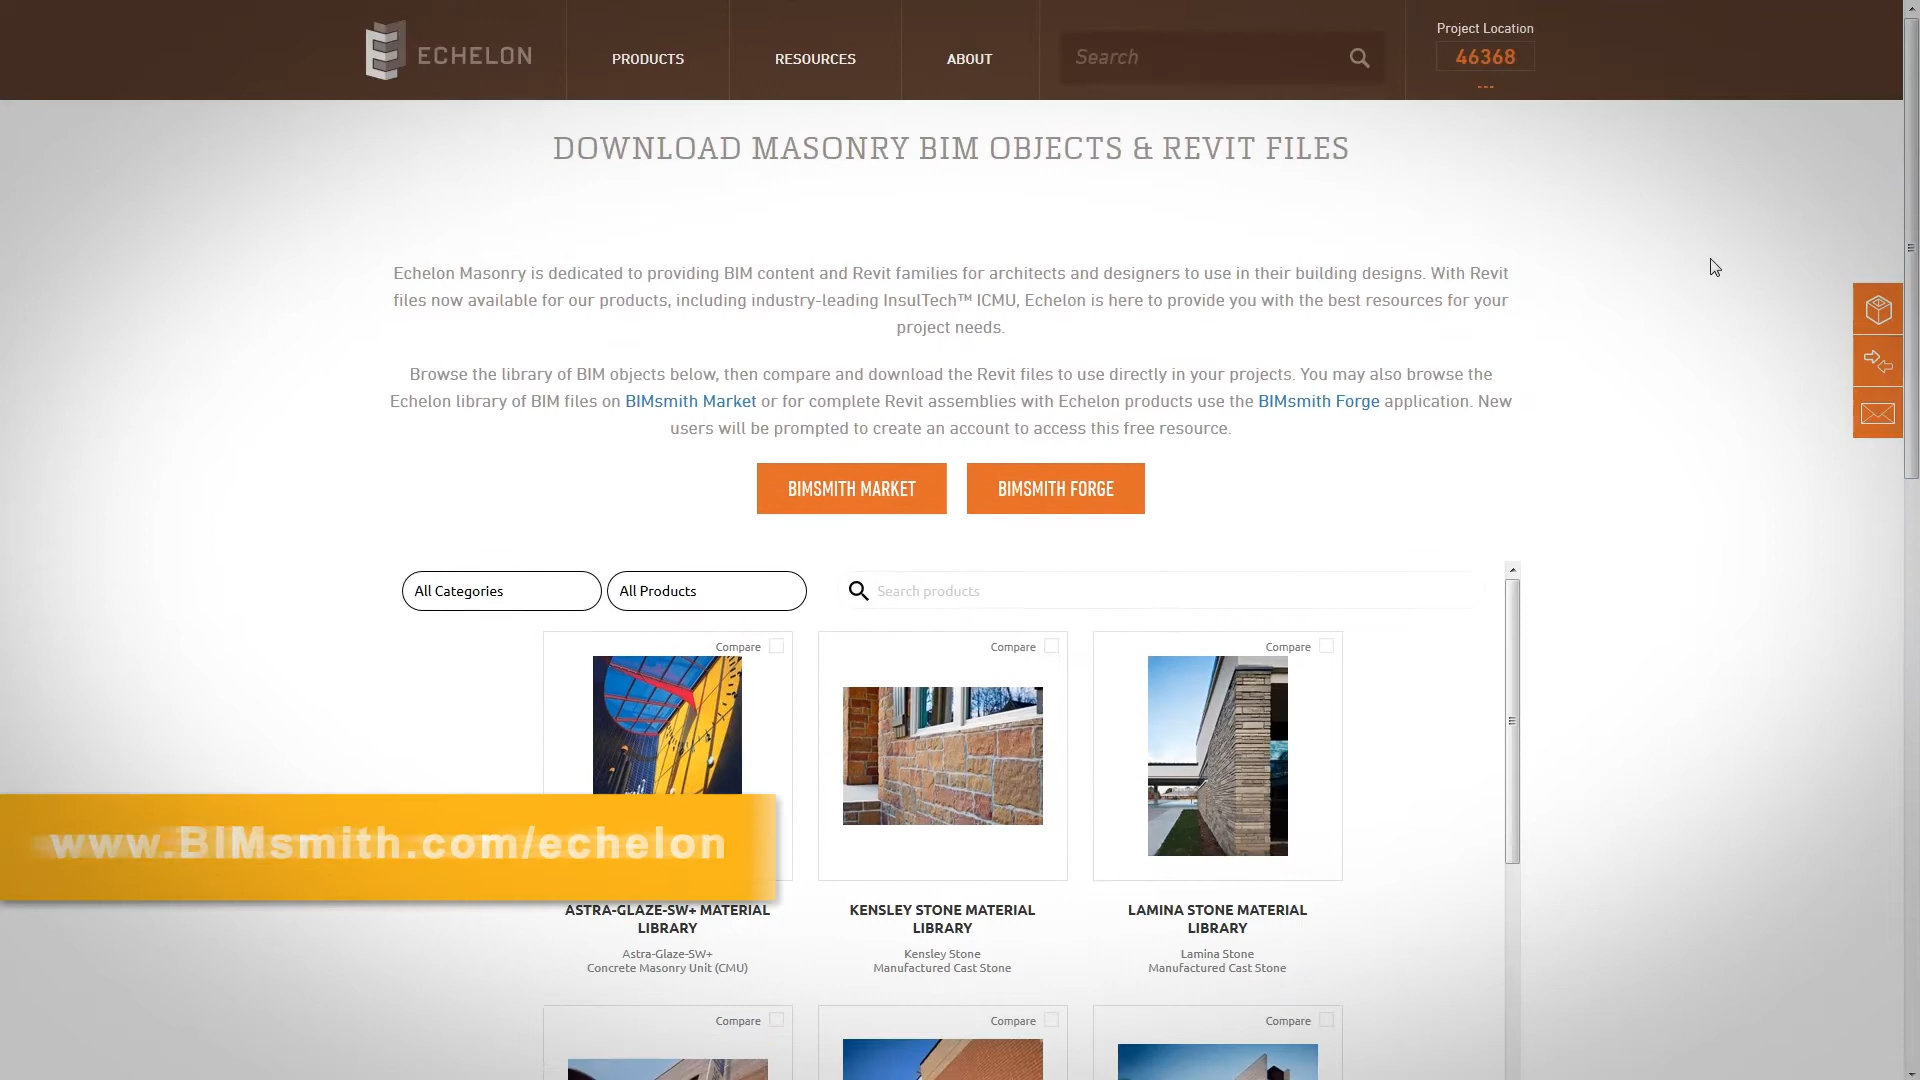 ECHELON
PRODUCTS
RESOURCES
ABOUT
Search
Project Location
46368
---
DOWNLOAD MASONRY BIM OBJECTS & REVIT FILES
Echelon Masonry is dedicated to providing BIM content and Revit families for architects and designers to use in their building designs. With Revit
files now available for our products, including industry-leading InsulTech™ ICMU, Echelon is here to provide you with the best resources for your
project needs.
Browse the library of BIM objects below, then compare and download the Revit files to use directly in your projects. You may also browse the
Echelon library of BIM files on BIMsmith Market or for complete Revit assemblies with Echelon products use the BIMsmith Forge application. New
users will be prompted to create an account to access this free resource.
BIMSMITH MARKET
BIMSMITH FORGE
All Categories
All Products
Search products
Compare
Compare
Compare
www.BIMsmith.com/echelon
ASTRA-GLAZE-SW+ MATERIAL
LIBRARY
Astra-Glaze-SW+
Concrete Masonry Unit (CMU)
KENSLEY STONE MATERIAL
LIBRARY
Kensley Stone
Manufactured Cast Stone
LAMINA STONE MATERIAL
LIBRARY
Lamina Stone
Manufactured Cast Stone
Compare
Compare
Compare